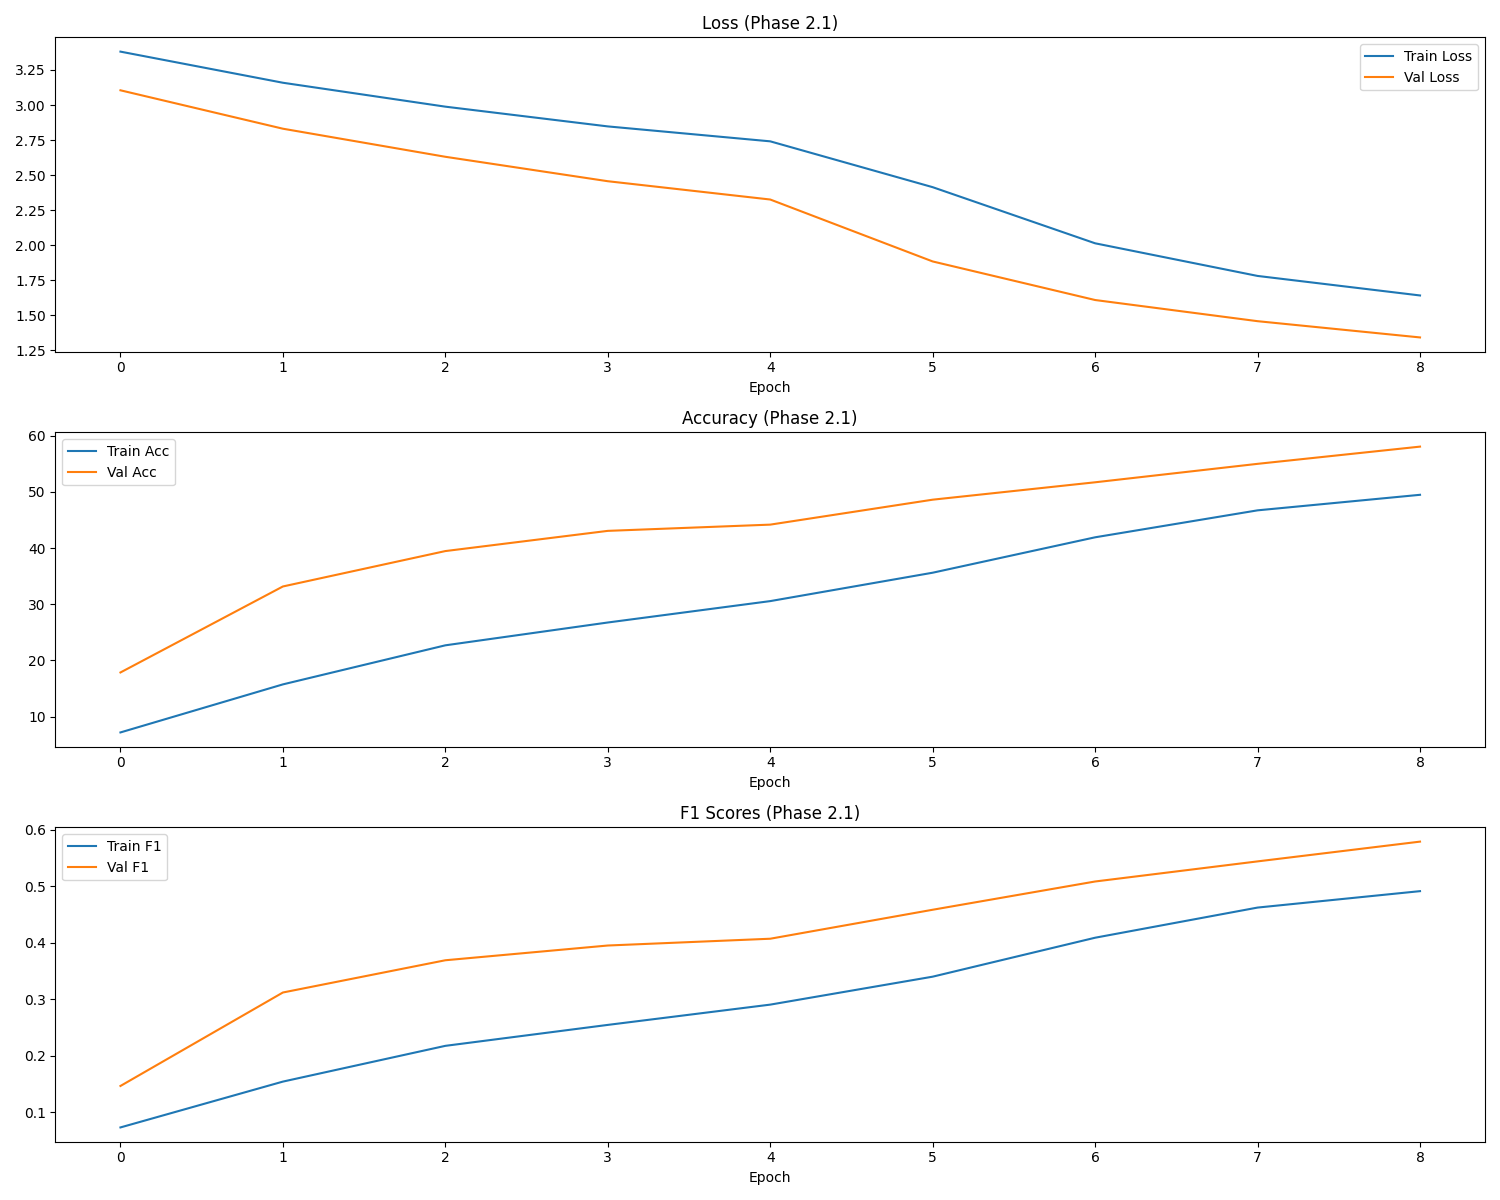 Loss (Phase 2.1)
Train Loss
Val Loss
3.25
3.00
2.75
2.50
2.25
2.00
1.75
1.50
1.25
0 1 2 3 4 5 6 7 8
Epoch
Accuracy (Phase 2.1)
Train Acc
Val Acc
60
50
40
30
20
10
0 1 2 3 4 5 6 7 8
Epoch
F1 Scores (Phase 2.1)
Train F1
Val F1
0.6
0.5
0.4
0.3
0.2
0.1
0 1 2 3 4 5 6 7 8
Epoch